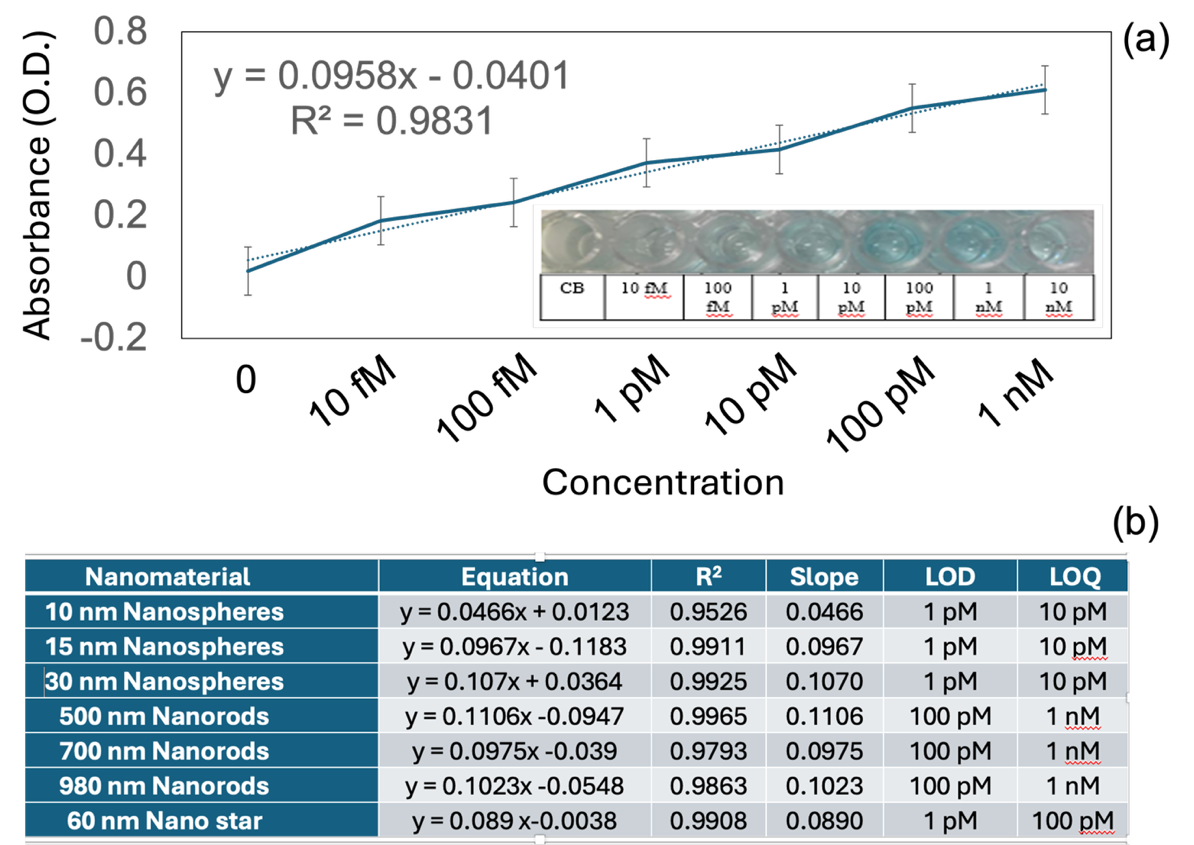 (a)
Absorbance (O.D.)
0.8
0.6
0.4
0.2
0
-0.2
y = 0.0958x - 0.0401
R² = 0.9831
CB 10 fM 100 fM 1 pM 10 pM 100 pM 1 nM 10 nM
0 10 fM 100 fM 1 pM 10 pM 100 pM 1 nM
Concentration
(b)
Nanomaterial Equation R² Slope LOD LOQ
10 nm Nanospheres y = 0.0466x + 0.0123 0.9526 0.0466 1 pM 10 pM
15 nm Nanospheres y = 0.0967x - 0.1183 0.9911 0.0967 1 pM 10 pM
30 nm Nanospheres y = 0.107x + 0.0364 0.9925 0.1070 1 pM 10 pM
500 nm Nanorods y = 0.1106x -0.0947 0.9965 0.1106 100 pM 1 nM
700 nm Nanorods y = 0.0975x -0.039 0.9793 0.0975 100 pM 1 nM
980 nm Nanorods y = 0.1023x -0.0548 0.9863 0.1023 100 pM 1 nM
60 nm Nano star y = 0.089 x-0.0038 0.9908 0.0890 1 pM 100 pM